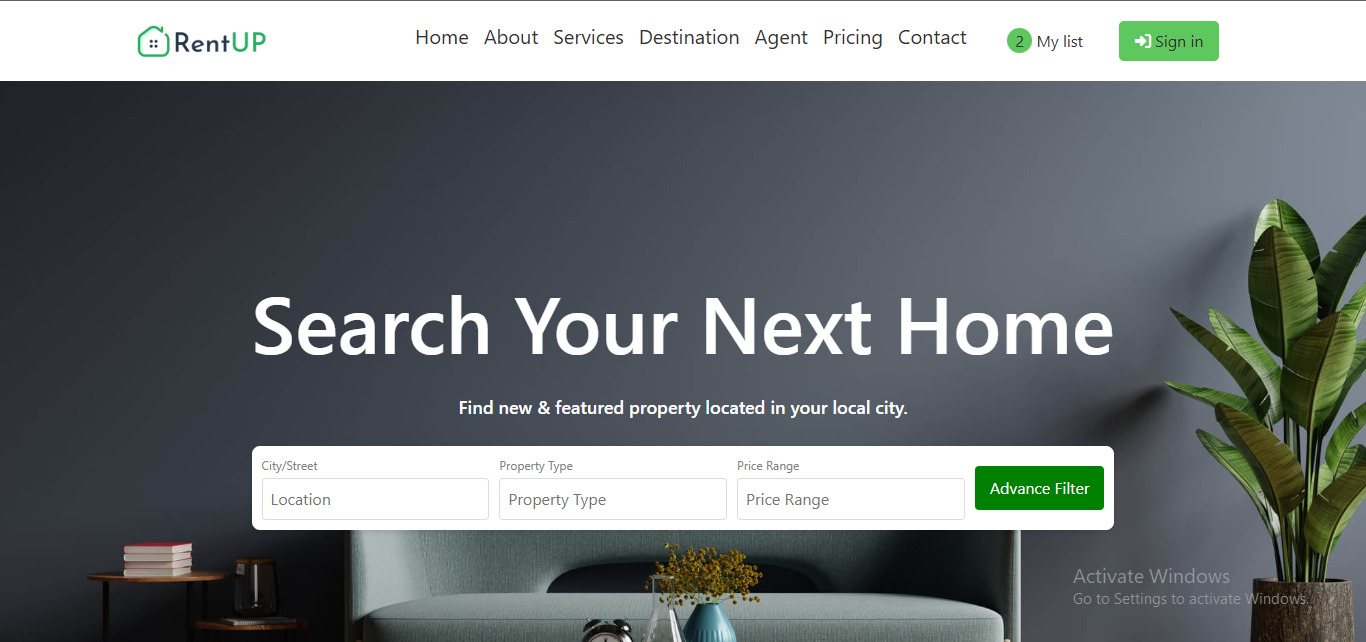 RentUP
Home About Services Destination Agent Pricing Contact
2 My list
Sign in
Search Your Next Home
Find new & featured property located in your local city.
City/Street Property Type Price Range
Location Property Type Price Range Advance Filter
Activate Windows
Go to Settings to activate Windows.